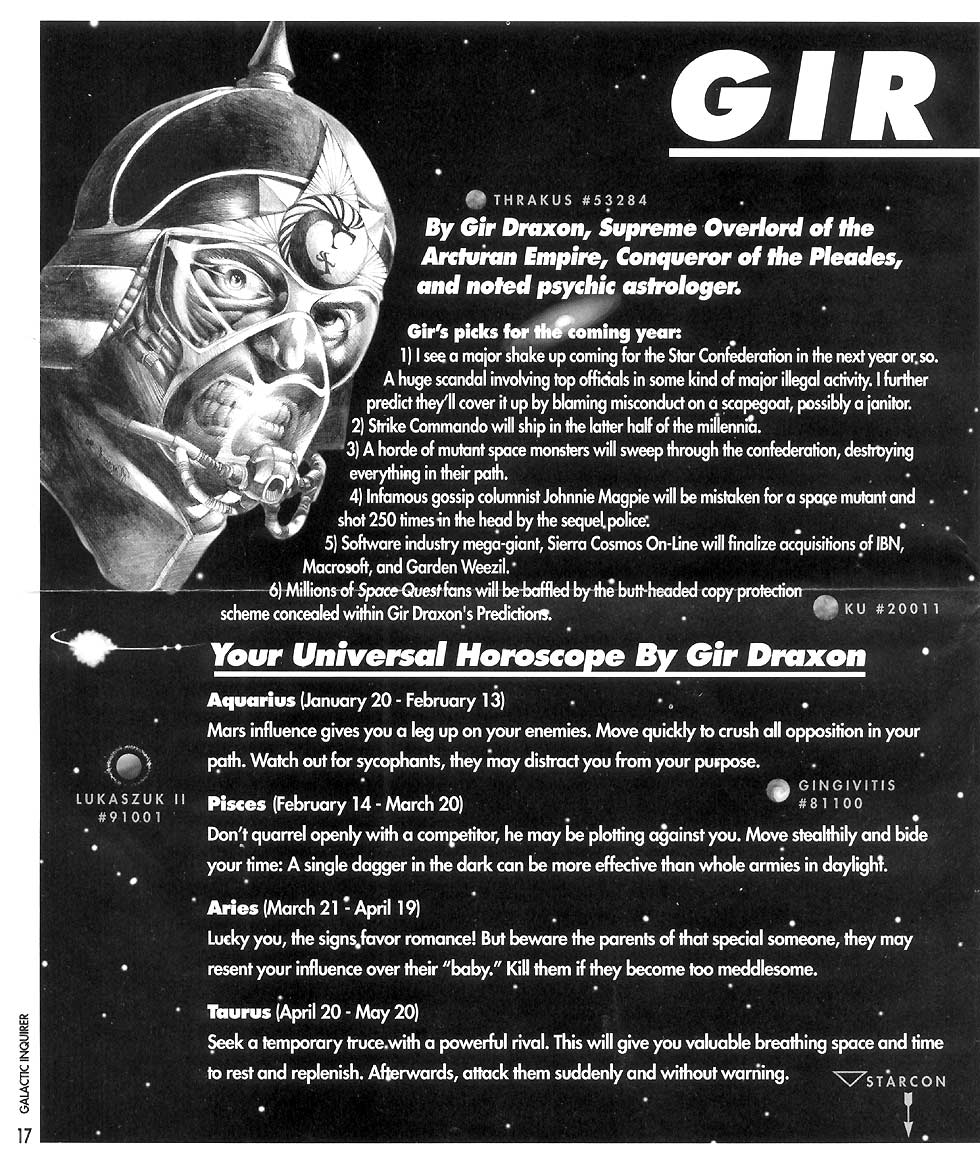 GIR
THRAKUS #53284
By Gir Draxon, Supreme Overlord of the
Arcturan Empire, Conqueror of the Pleades,
and noted psychic astrologer.
Gir's picks for the coming year:
1) I see a major shake up coming for the Star Confederation in the next year or so.
A huge scandal involving top officials in some kind of major illegal activity. I further
predict they'll cover it up by blaming misconduct on a scapegoat, possibly a janitor.
2) Strike Commando will ship in the latter half of the millennia.
3) A horde of mutant space monsters will sweep through the confederation, destroying
everything in their path.
4) Infamous gossip columnist Johnnie Magpie will be mistaken for a space mutant and
shot 250 times in the head by the sequel police.
5) Software industry mega-giant, Sierra Cosmos On-Line will finalize acquisitions of IBN,
Macrosoft, and Garden Weezil.
6) Millions of Space Quest fans will be baffled by the butt-headed copy protection
scheme concealed within Gir Draxon's Predictions.
KU #20011
Your Universal Horoscope By Gir Draxon
Aquarius (January 20 - February 13)
Mars influence gives you a leg up on your enemies. Move quickly to crush all opposition in your
path. Watch out for sycophants, they may distract you from your purpose.
LUKASZUK II
#91001
GINGIVITIS
#81100
Pisces (February 14 - March 20)
Don't quarrel openly with a competitor, he may be plotting against you. Move stealthily and bide
your time: A single dagger in the dark can be more effective than whole armies in daylight.
Aries (March 21 - April 19)
Lucky you, the signs favor romance! But beware the parents of that special someone, they may
resent your influence over their "baby." Kill them if they become too meddlesome.
Taurus (April 20 - May 20)
Seek a temporary truce with a powerful rival. This will give you valuable breathing space and time
to rest and replenish. Afterwards, attack them suddenly and without warning.
STARCON
GALACTIC INQUIRER
17